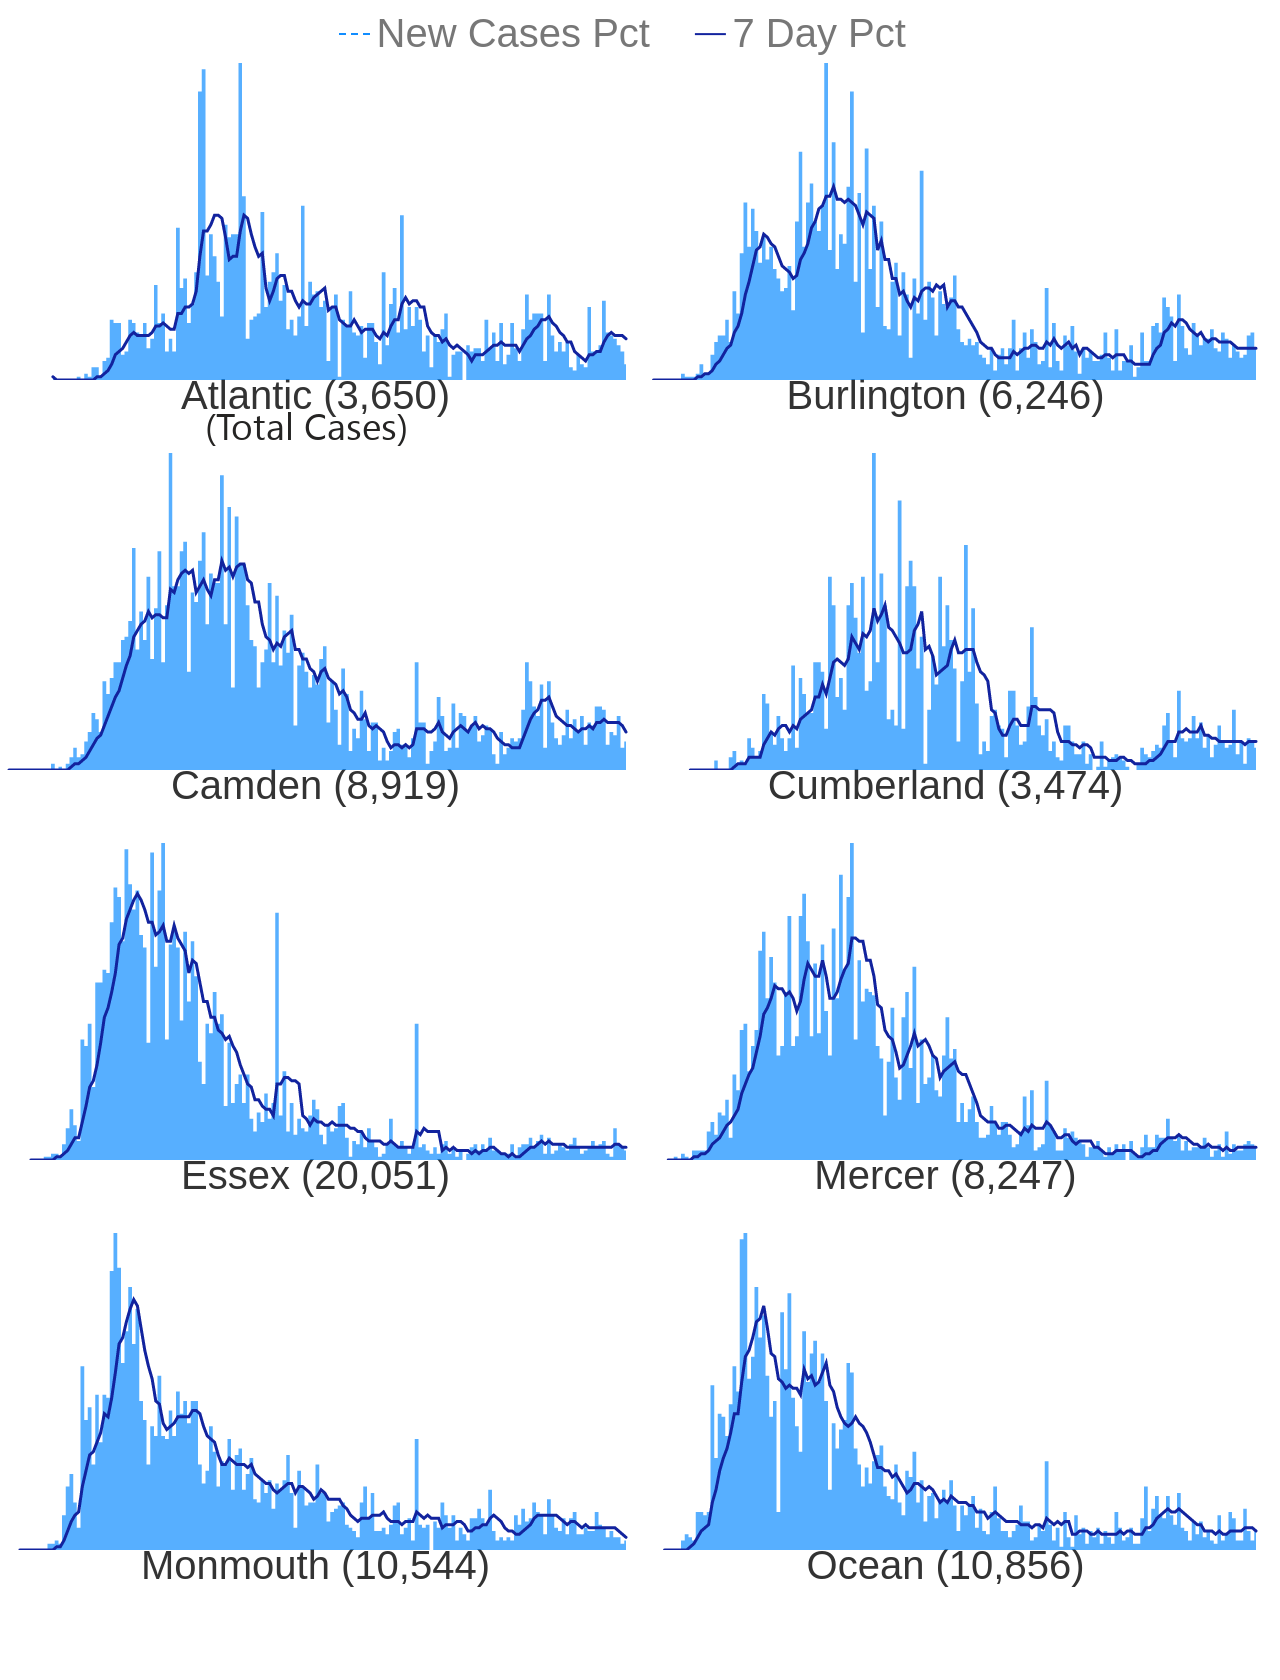 New Cases Pct 7 Day Pct
Atlantic (3,650) Burlington (6,246)
(Total Cases)
Camden (8,919) Cumberland (3,474)
Essex (20,051) Mercer (8,247)
Monmouth (10,544) Ocean (10,856)